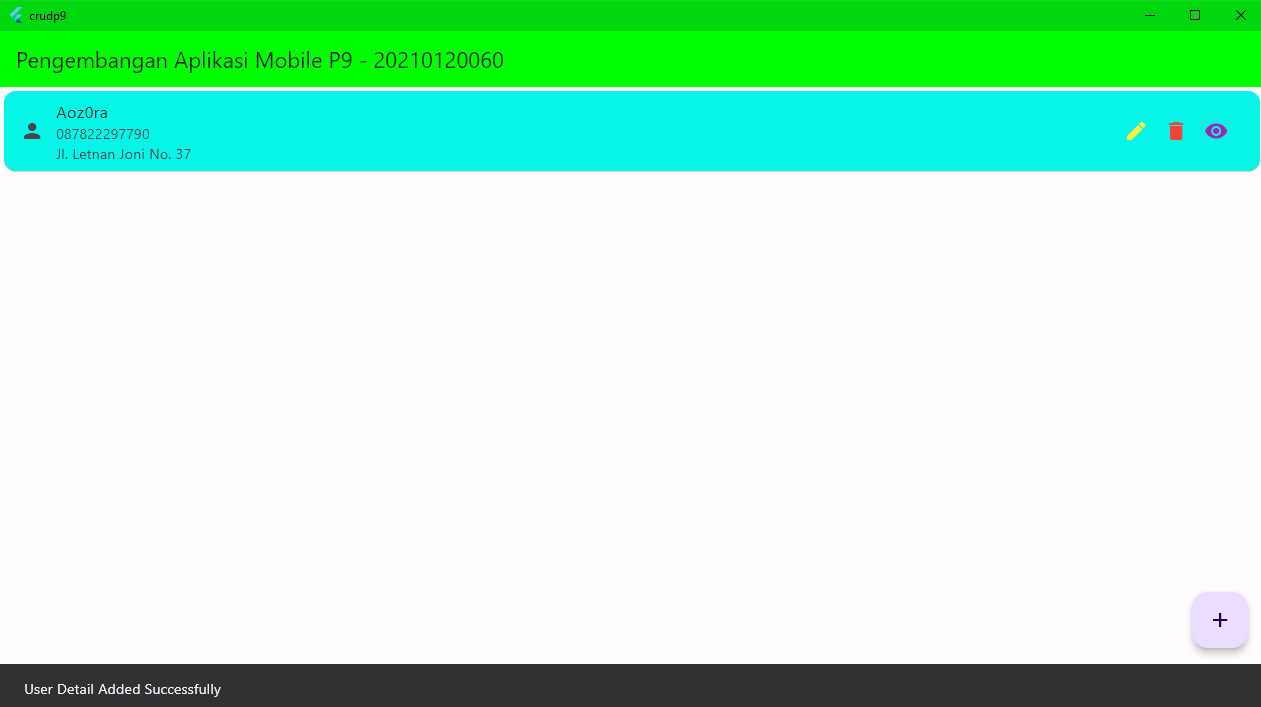 crudp9
Pengembangan Aplikasi Mobile P9 - 20210120060
Aoz0ra
087822297790
Jl. Letnan Joni No. 37
User Detail Added Successfully